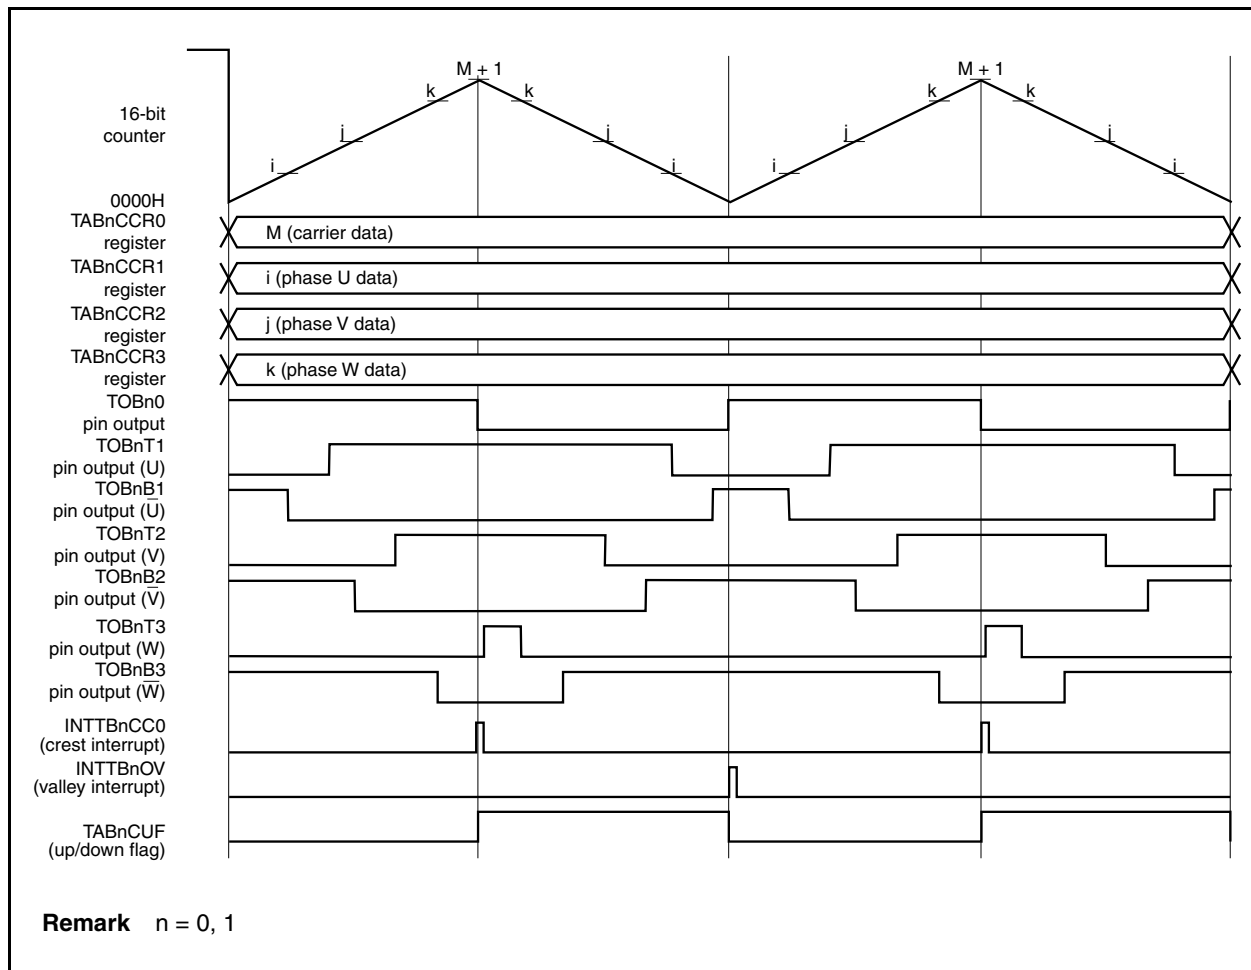 M + 1
M + 1
k
k
k
k
16-bit
counter
j
j
j
j
i
i
i
i
0000H
TABnCCR0
register
M (carrier data)
TABnCCR1
register
i (phase U data)
TABnCCR2
register
j (phase V data)
TABnCCR3
register
k (phase W data)
TOBn0
pin output
TOBnT1
pin output (U)
TOBnB1
pin output (U̅)
TOBnT2
pin output (V)
TOBnB2
pin output (V̅)
TOBnT3
pin output (W)
TOBnB3
pin output (W̅)
INTTBnCC0
(crest interrupt)
INTTBnOV
(valley interrupt)
TABnCUF
(up/down flag)
Remark n = 0, 1